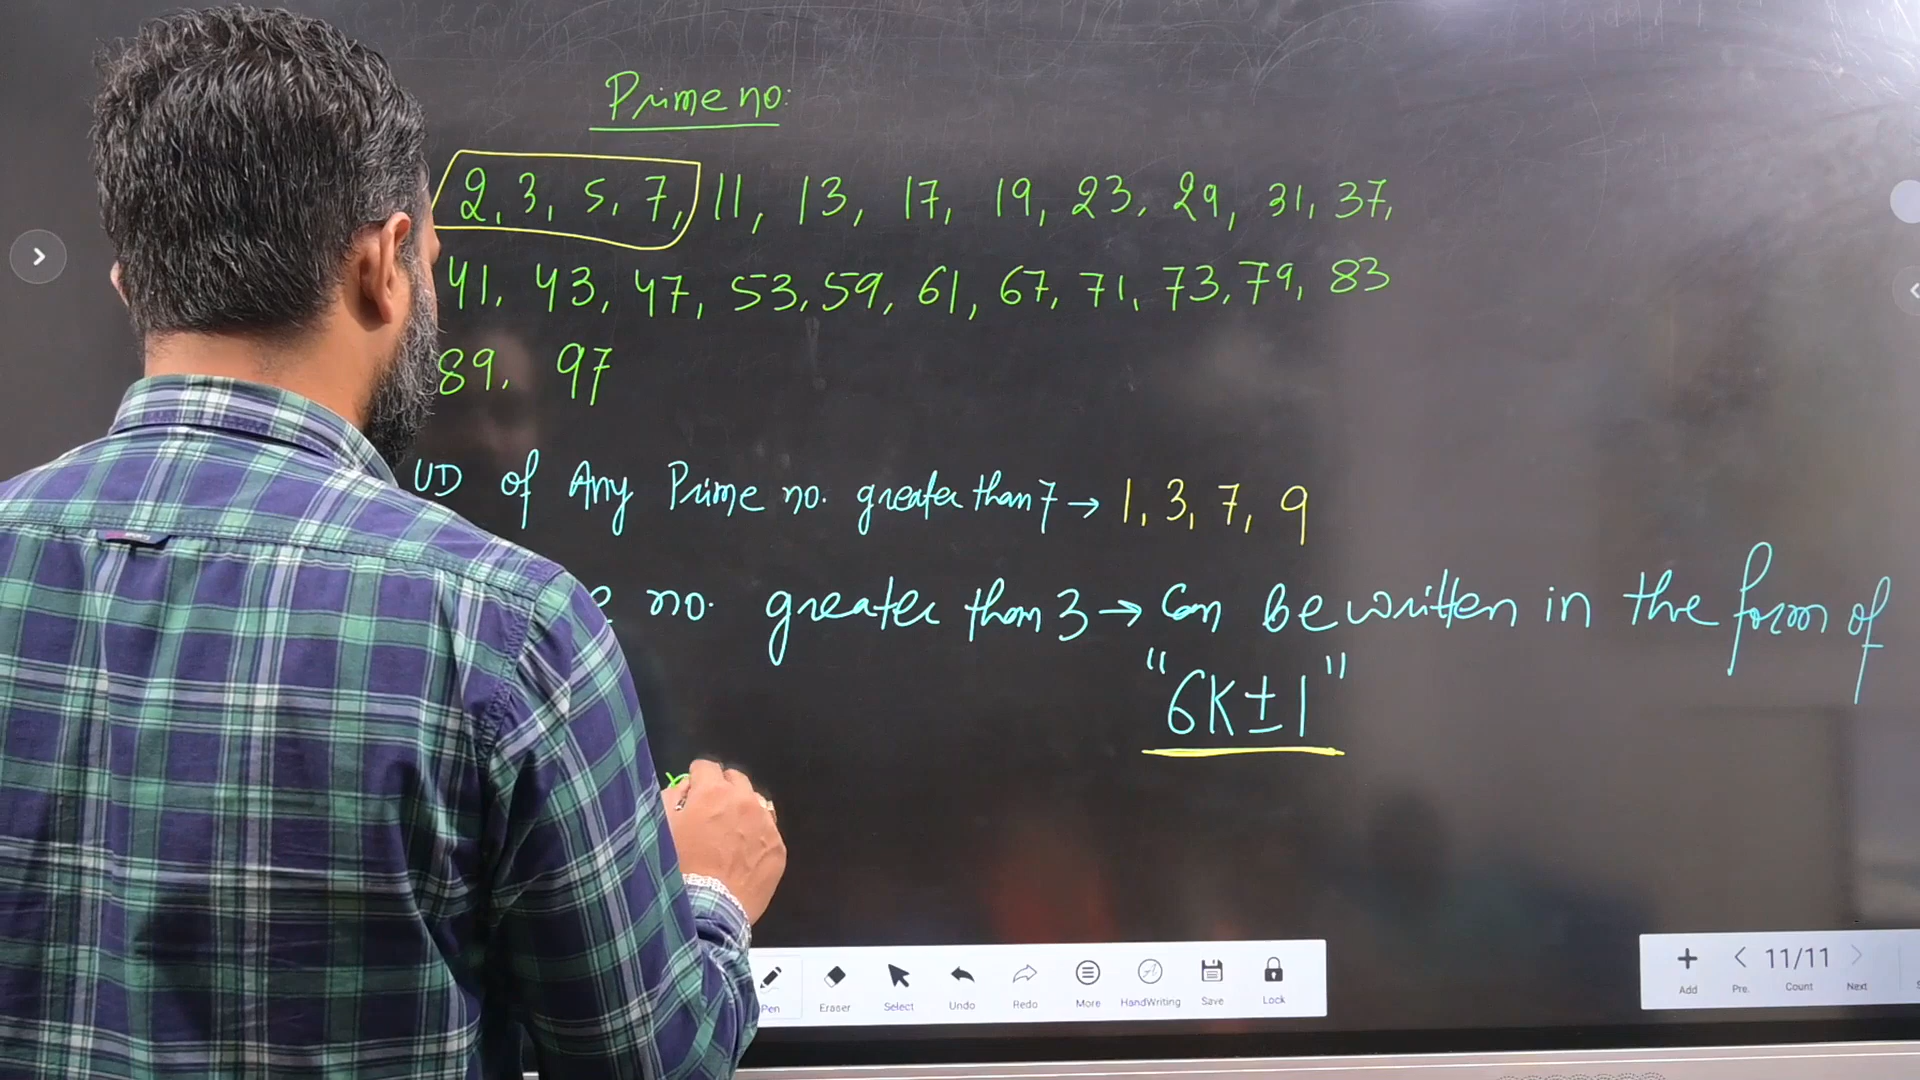 Prime no:
2, 3, 5, 7, 11, 13, 17, 19, 23, 29, 31, 37,
41, 43, 47, 53, 59, 61, 67, 71, 73, 79, 83
89, 97
UD of Any Prime no. greater than 7 → 1, 3, 7, 9
no. greater than 3 → Can be written in the form of
"6K±1"
Pen Eraser Select Undo Redo More HandWriting Save Lock
11/11
Add Pre. Count Next